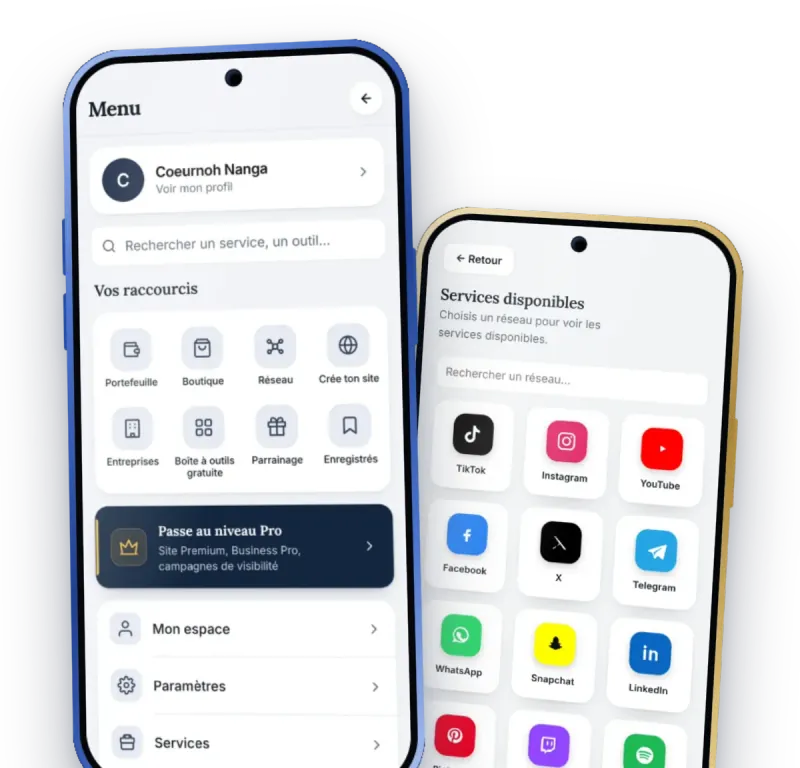 Menu
C
Coeurnoh Nanga
Voir mon profil
Rechercher un service, un outil...
Vos raccourcis
Portefeuille
Boutique
Réseau
Crée ton site
Entreprises
Boîte à outils
gratuite
Parrainage
Enregistrés
Passe au niveau Pro
Site Premium, Business Pro,
campagnes de visibilité
Mon espace
Paramètres
Services
← Retour
Services disponibles
Choisis un réseau pour voir les
services disponibles.
Rechercher un réseau...
TikTok
Instagram
YouTube
Facebook
X
Telegram
WhatsApp
Snapchat
in
LinkedIn